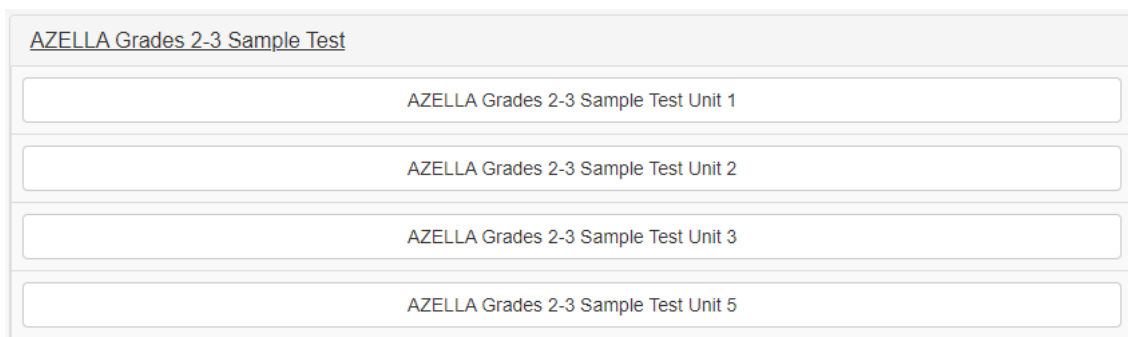 AZELLA Grades 2-3 Sample Test
AZELLA Grades 2-3 Sample Test Unit 1
AZELLA Grades 2-3 Sample Test Unit 2
AZELLA Grades 2-3 Sample Test Unit 3
AZELLA Grades 2-3 Sample Test Unit 5